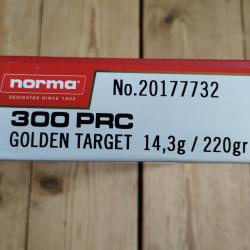 norma
DEDICATED SINCE 1902
No.20177732
300 PRC
GOLDEN TARGET 14,3g / 220gr